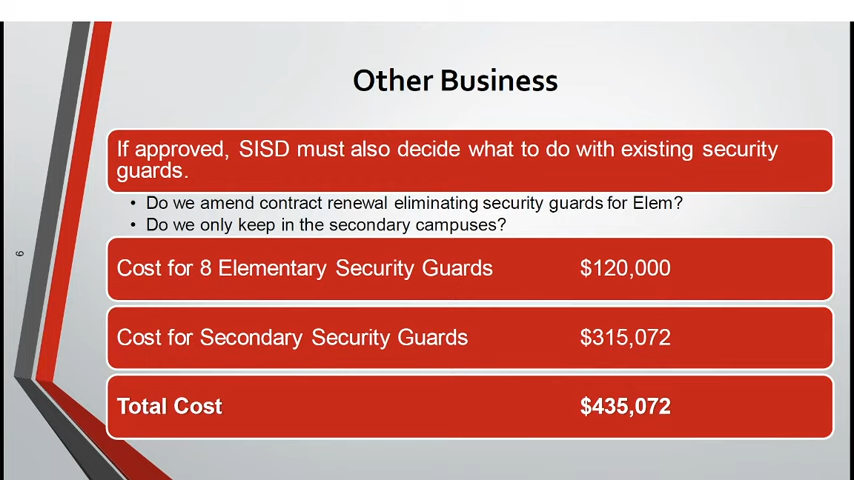 Other Business
If approved, SISD must also decide what to do with existing security
guards.
• Do we amend contract renewal eliminating security guards for Elem?
• Do we only keep in the secondary campuses?
Cost for 8 Elementary Security Guards $120,000
Cost for Secondary Security Guards $315,072
Total Cost $435,072
9